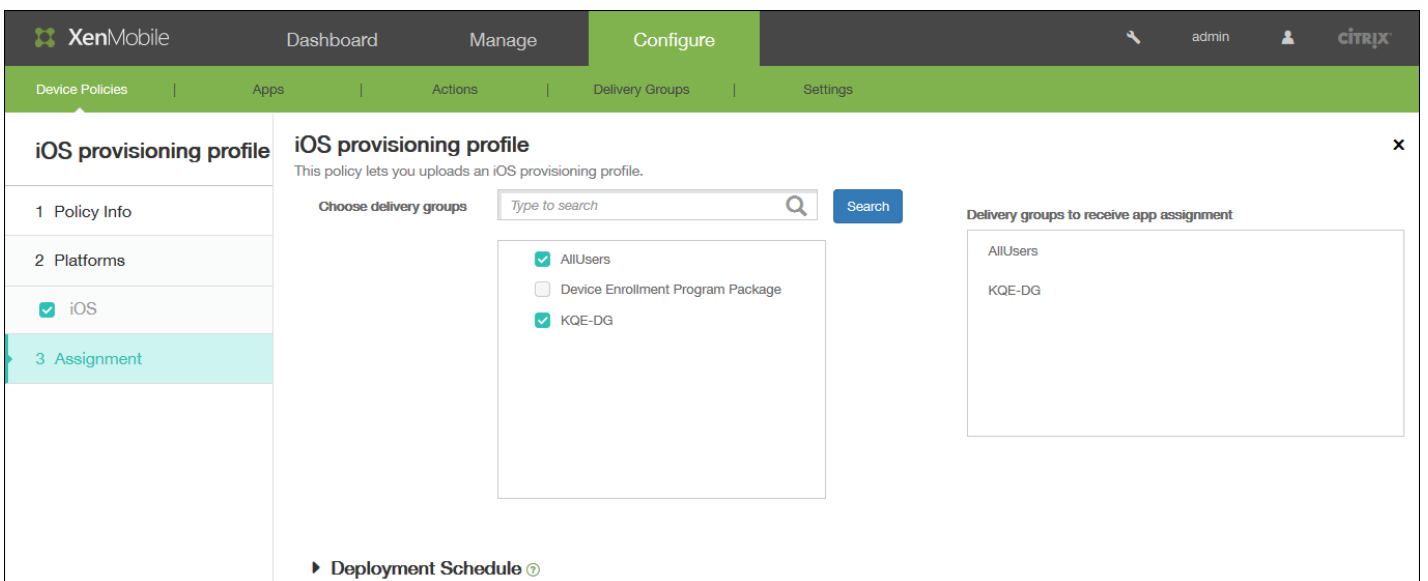 XenMobile Dashboard Manage Configure admin CİTRIX
Device Policies | Apps | Actions | Delivery Groups | Settings
iOS provisioning profile
1 Policy Info
2 Platforms
iOS
3 Assignment
iOS provisioning profile x
This policy lets you uploads an iOS provisioning profile.
Choose delivery groups Type to search Search
AllUsers
Device Enrollment Program Package
KQE-DG
Delivery groups to receive app assignment
AllUsers
KQE-DG
Deployment Schedule ?